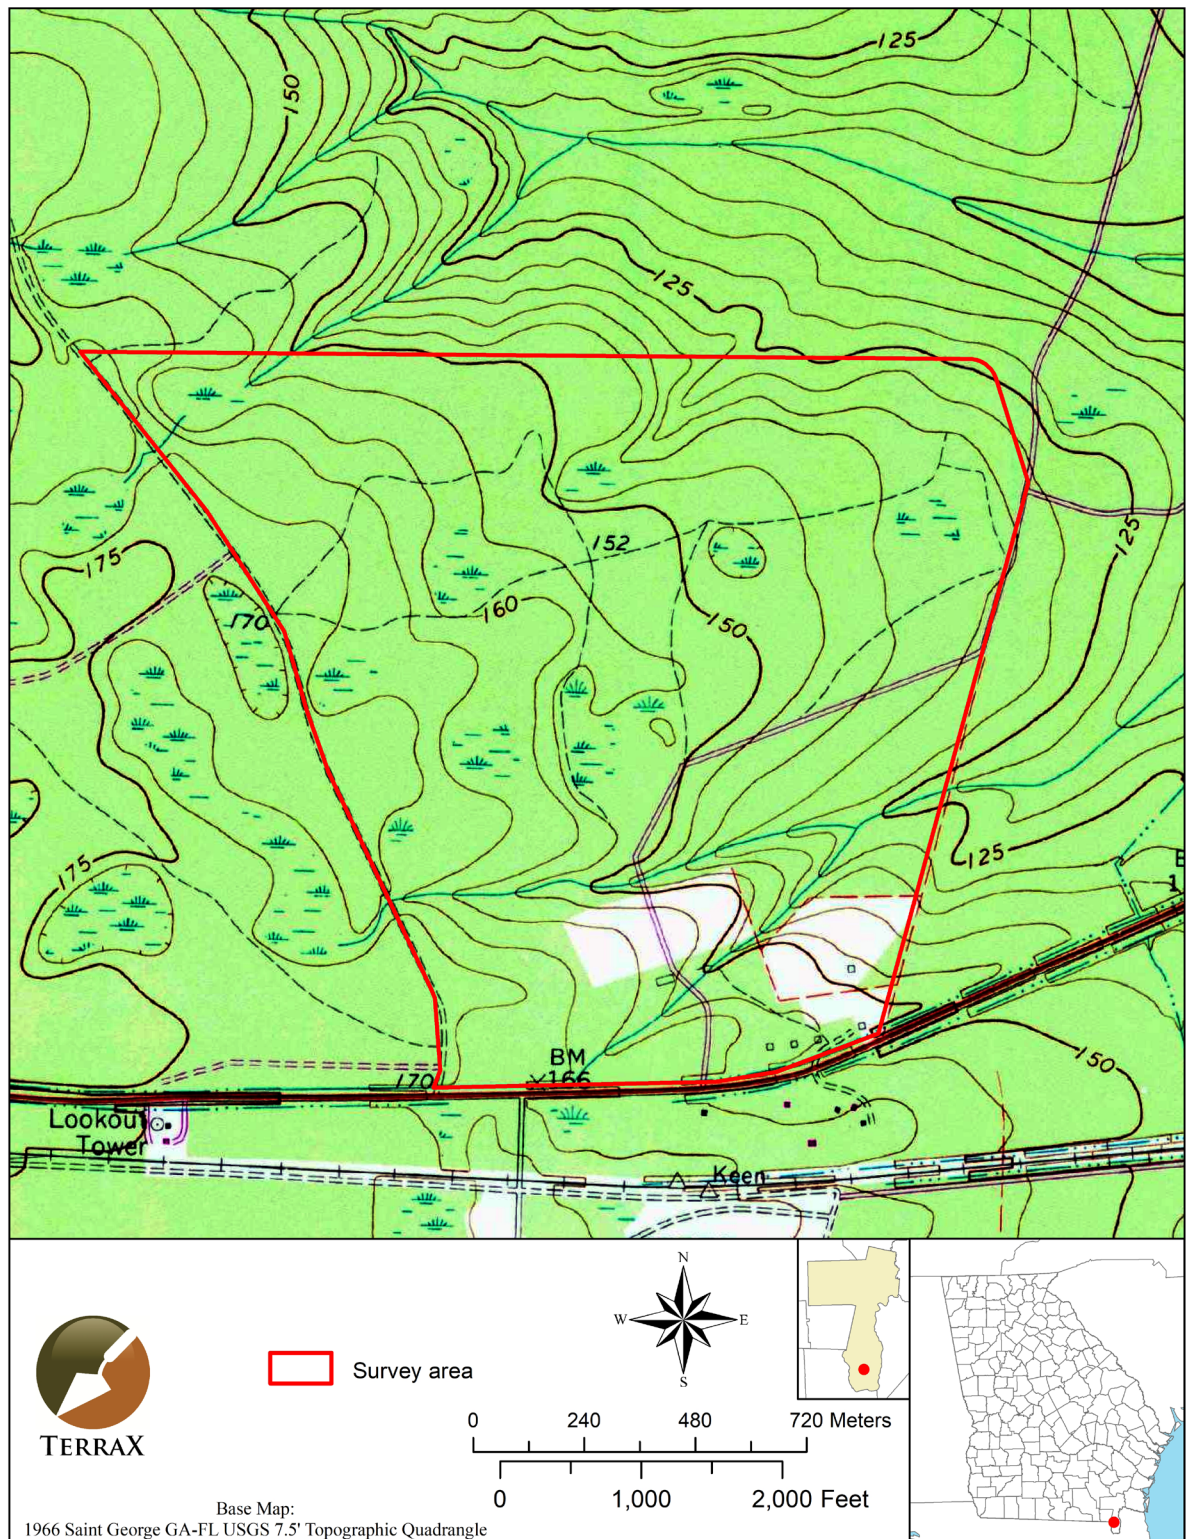 125
150
125
152
175
160
170
150
125
125
175
BM
166
170
150
Lookout
Tower
Keen
N
W E
S
TERRAX
Survey area
0 240 480 720 Meters
0 1,000 2,000 Feet
Base Map:
1966 Saint George GA-FL USGS 7.5' Topographic Quadrangle